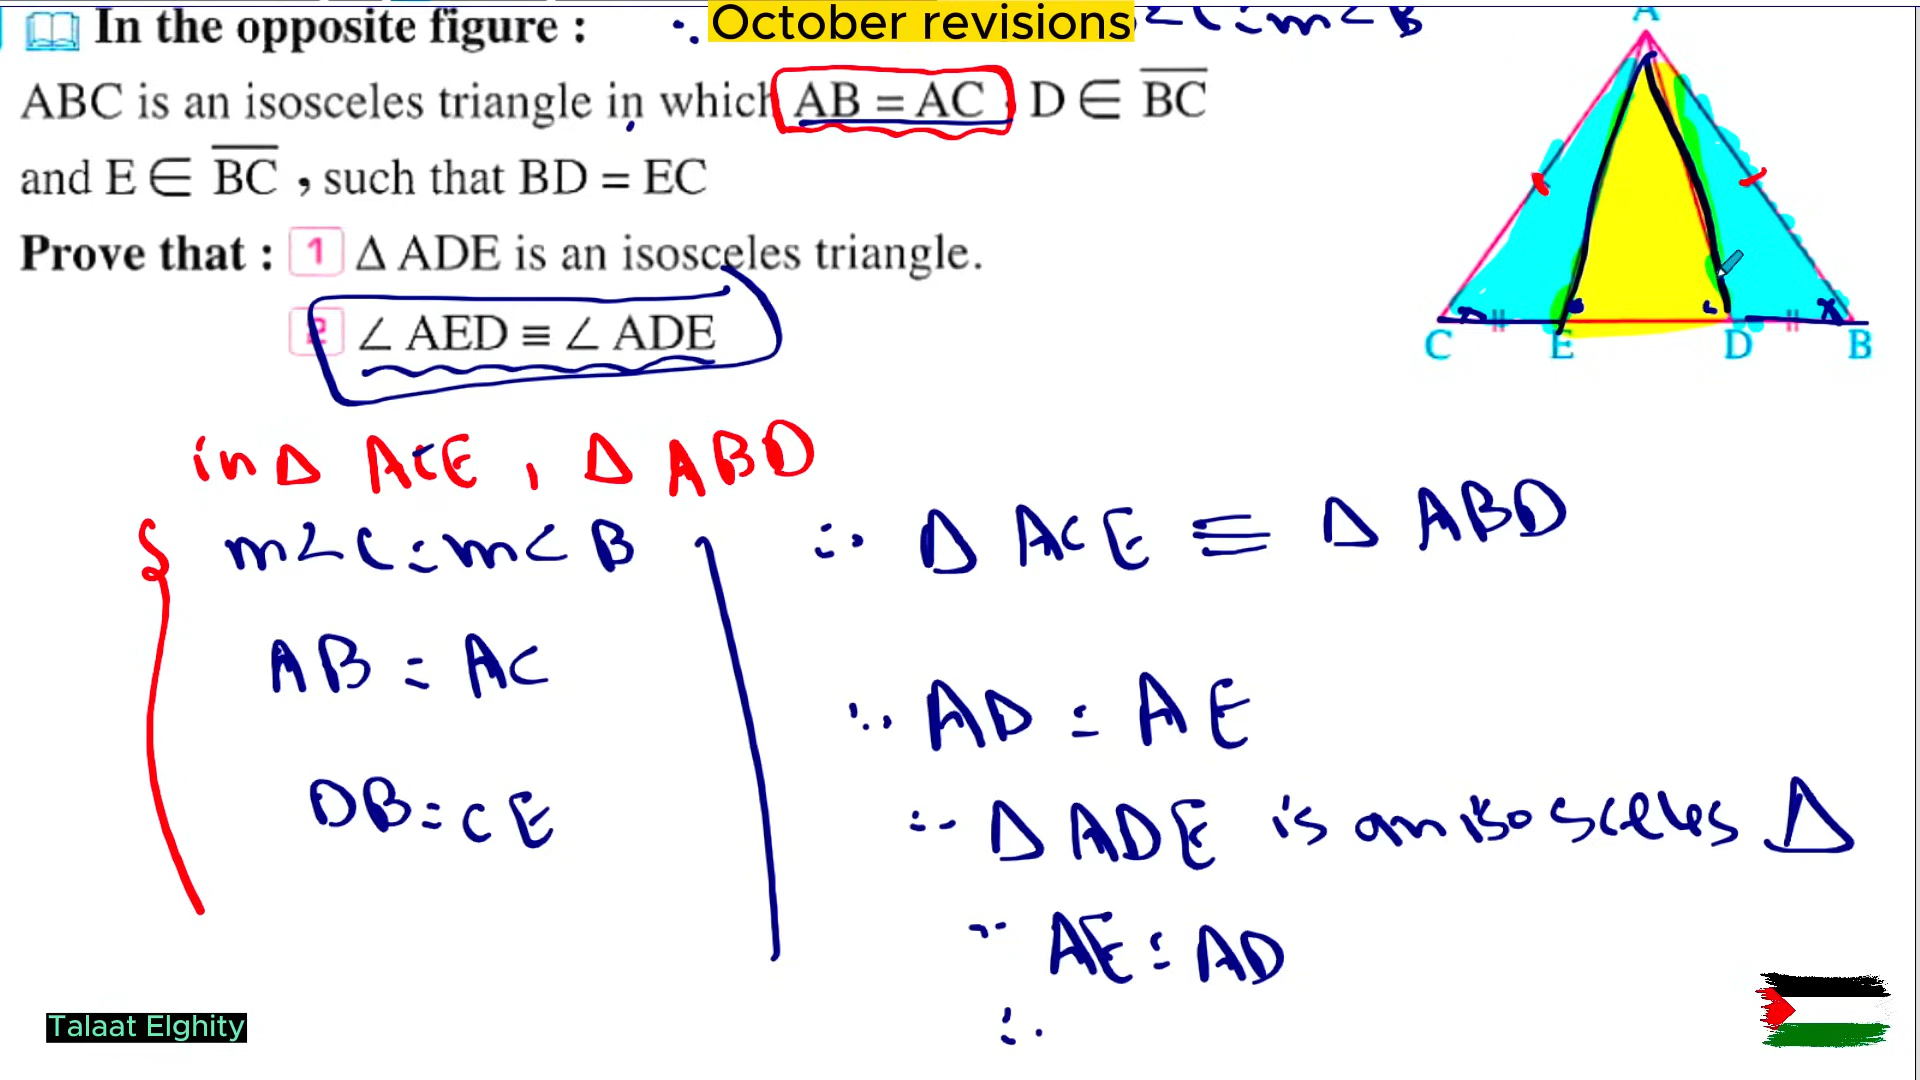 In the opposite figure :
∴
October revisions
<C = m<B
ABC is an isosceles triangle in which AB = AC , D ∈ BC
and E ∈ BC , such that BD = EC
Prove that : 1 Δ ADE is an isosceles triangle.
2 ∠ AED ≡ ∠ ADE
A
C E D B
in Δ ACE , Δ ABD
m<C = m<B
AB = AC
DB = CE
∴ Δ ACE ≡ Δ ABD
∵ AD = AE
∴ Δ ADE is an isosceles Δ
∵ AE = AD
∴
Talaat Elghity